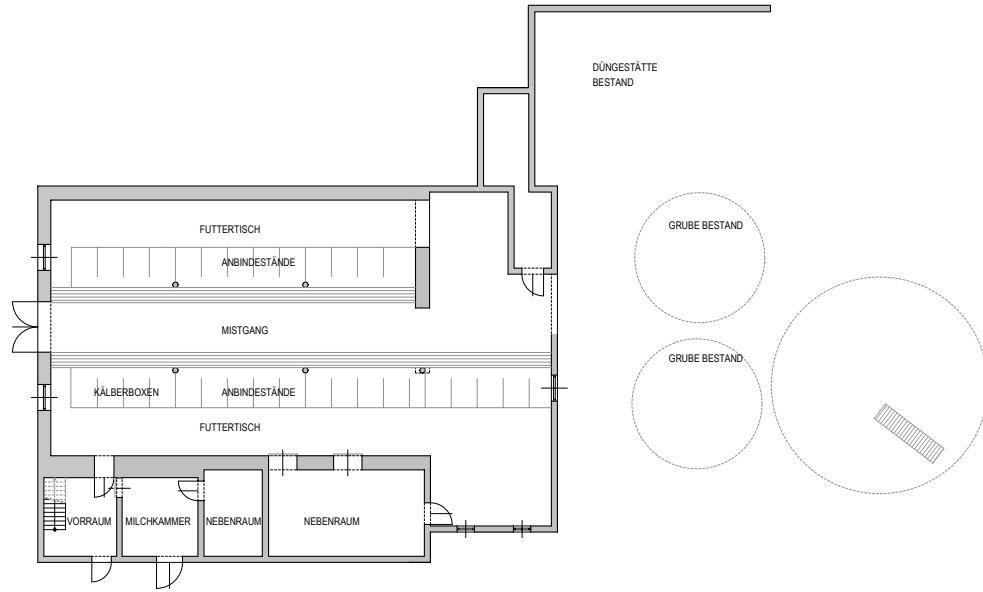 DÜNGESTÄTTE
BESTAND
FUTTERTISCH
GRUBE BESTAND
ANBINDESTÄNDE
MISTGANG
GRUBE BESTAND
KÄLBERBOXEN
ANBINDESTÄNDE
FUTTERTISCH
VORRAUM
MILCHKAMMER
NEBENRAUM
NEBENRAUM